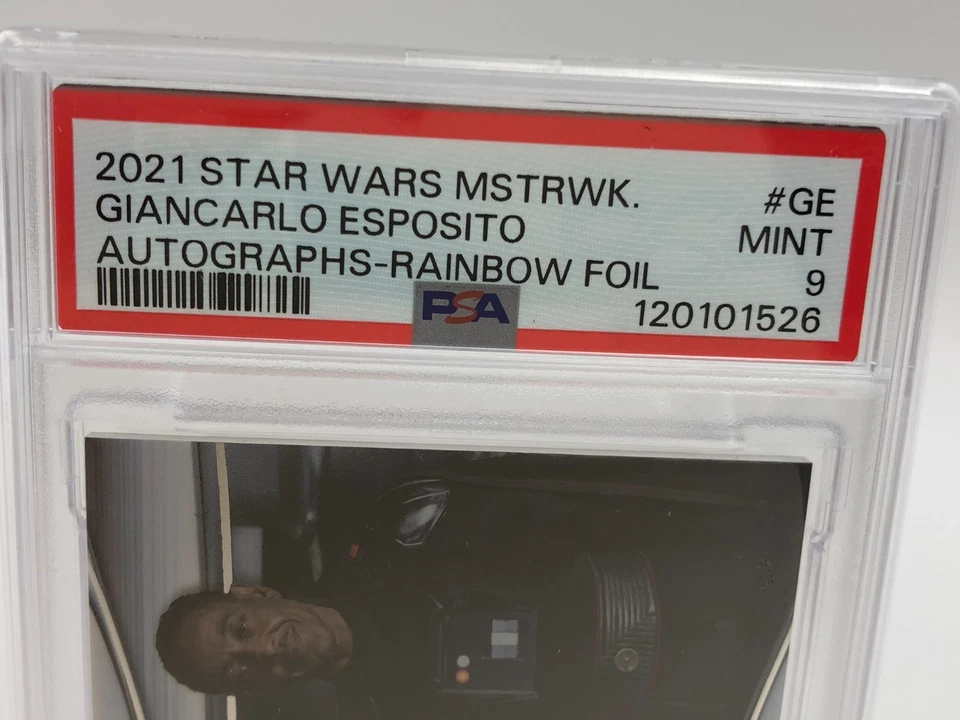 2021 STAR WARS MSTRWK. #GE
GIANCARLO ESPOSITO MINT
AUTOGRAPHS-RAINBOW FOIL 9
PSA 120101526